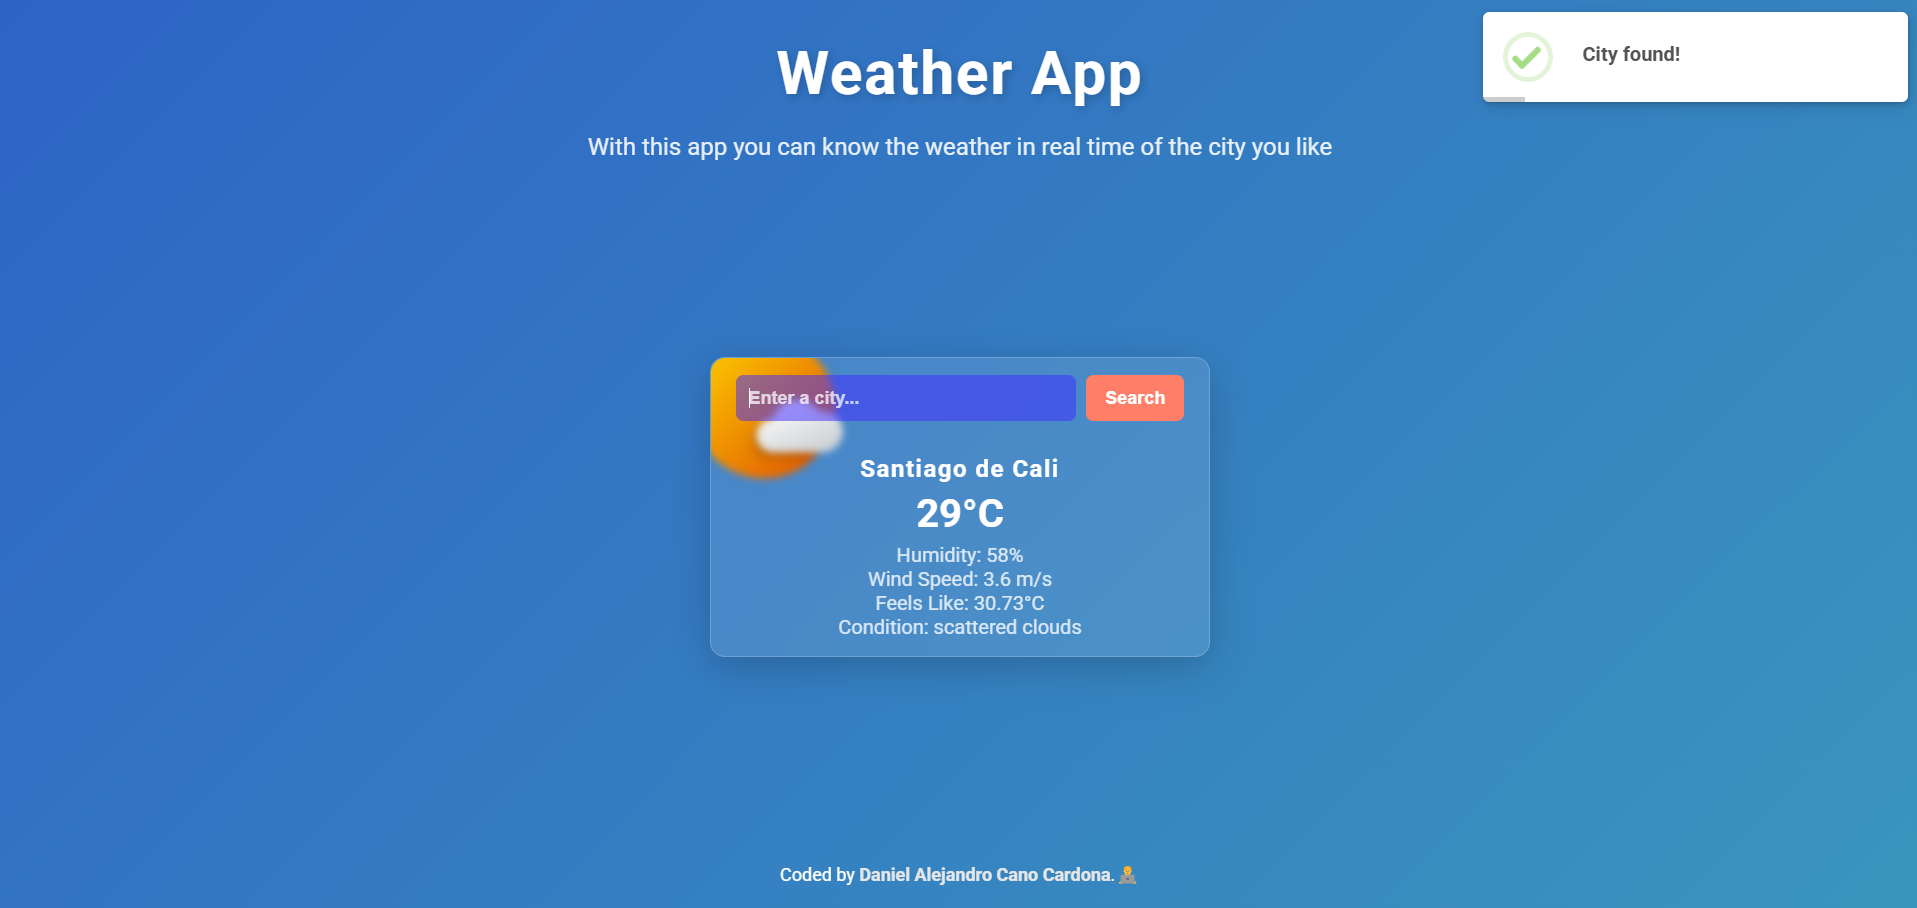 Weather App
City found!
With this app you can know the weather in real time of the city you like
Enter a city...
Search
Santiago de Cali
29°C
Humidity: 58%
Wind Speed: 3.6 m/s
Feels Like: 30.73°C
Condition: scattered clouds
Coded by Daniel Alejandro Cano Cardona.